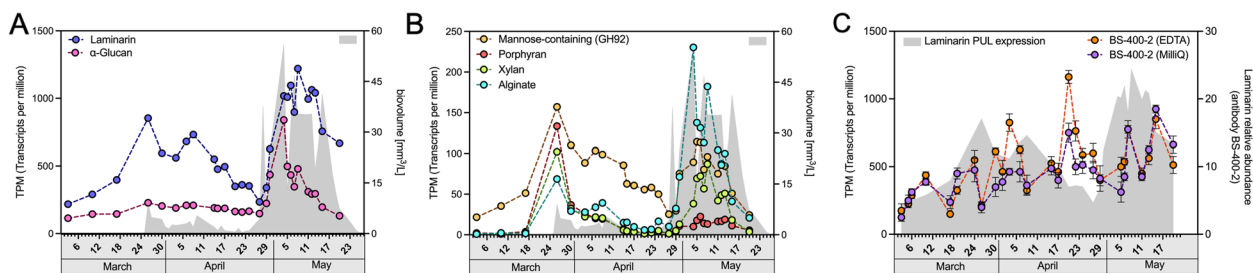 A
Laminarin
α-Glucan
TPM (Transcripts per million)
1500
1000
500
0
60
45
30
15
0
biovolume [mm³/L]
6 12 18 24 30 5 11 17 23 29 5 11 17 23
March April May
B
Mannose-containing (GH92)
Porphyran
Xylan
Alginate
TPM (Transcripts per million)
250
200
150
100
50
0
60
45
30
15
0
biovolume [mm³/L]
6 12 18 24 30 5 11 17 23 29 5 11 17 23
March April May
C
Laminarin PUL expression
BS-400-2 (EDTA)
BS-400-2 (MilliQ)
TPM (Transcripts per million)
1500
1000
500
0
30
20
10
0
Laminarin relative abundance
(antibody BS-400-2)
6 12 18 24 30 5 11 17 23 29 5 11 17
March April May